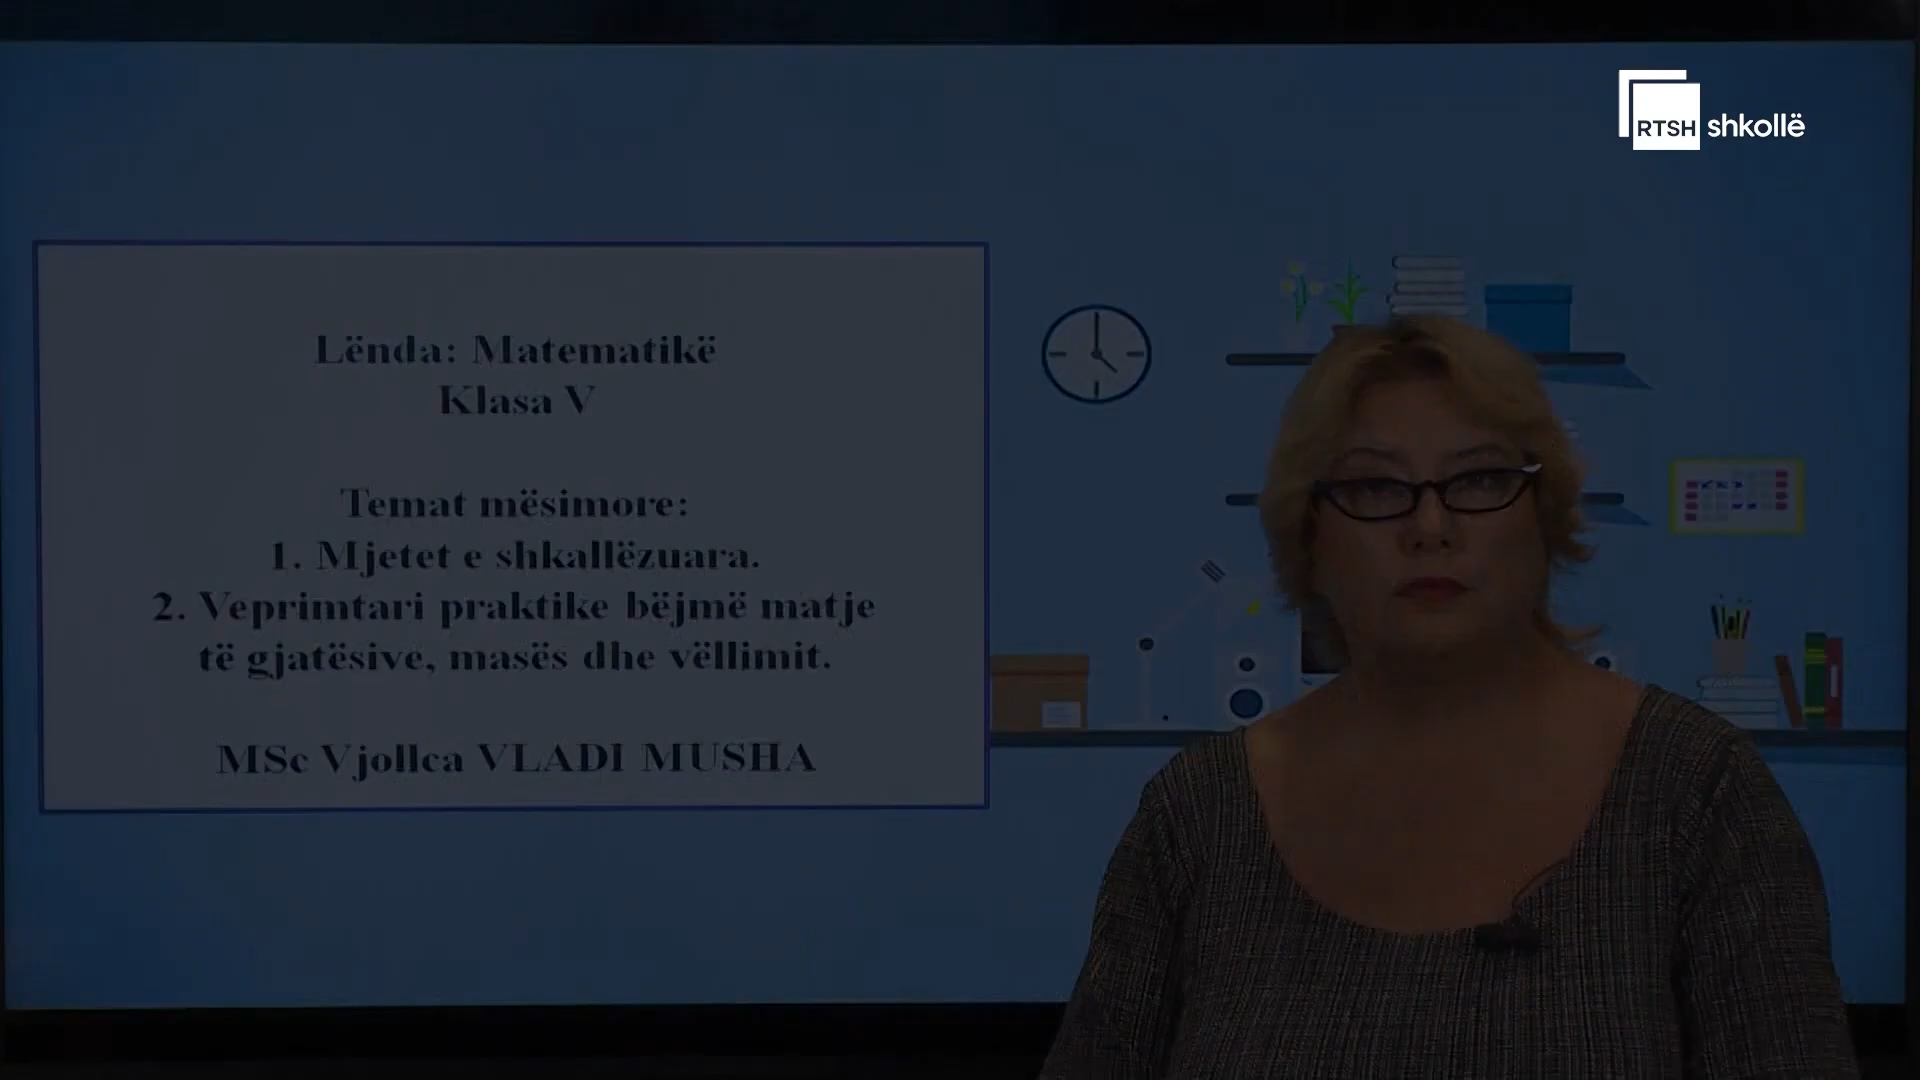 RTSH shkollë
Lënda: Matematikë
Klasa V
Temat mësimore:
1. Mjetet e shkallëzuara.
2. Veprimtari praktike bëjmë matje
të gjatësive, masës dhe vëllimit.
MSc Vjollca VLADI MUSHA